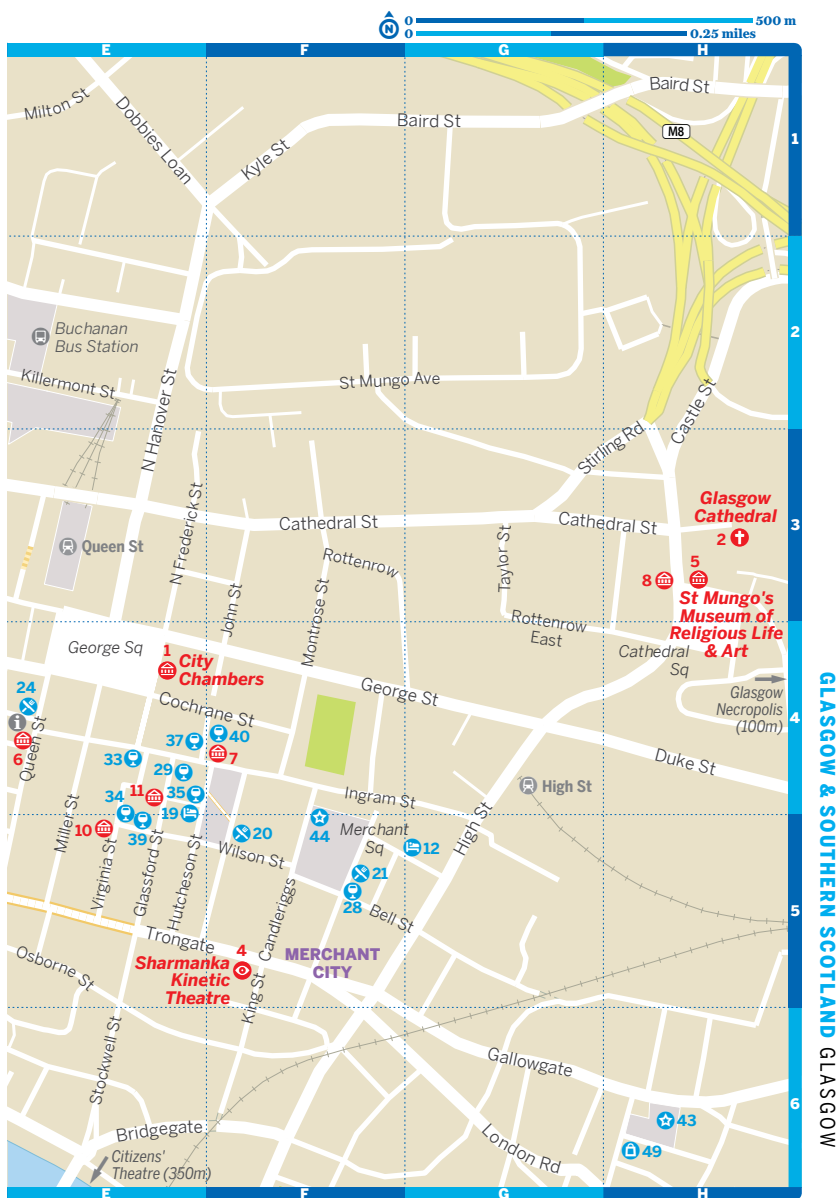 N
0
500 m
0
0.25 miles
E
F
G
H
Milton St
Dobbies Loan
Kyle St
Baird St
Baird St
M8
1
Buchanan
Bus Station
2
Killermont St
N Hanover St
St Mungo Ave
Castle St
Stirling Rd
N Frederick St
Glasgow
Cathedral
2
3
Cathedral St
Cathedral St
Queen St
Rottenrow
Taylor St
8
5
St Mungo's
Museum of
Religious Life
& Art
John St
Montrose St
Rottenrow
East
George Sq
1
City
Chambers
Cathedral
Sq
George St
Glasgow
Necropolis
(100m)
24
Cochrane St
4
i
6
Queen St
37
40
7
33
29
Duke St
High St
11
35
Ingram St
34
19
Miller St
10
39
20
44
Merchant
Sq
12
High St
Wilson St
21
28
Virginia St
Glassford St
Hutcheson St
Candleriggs
Bell St
5
Trongate
4
Sharmanka
Kinetic
Theatre
MERCHANT
CITY
Osborne St
King St
Stockwell St
Gallowgate
6
43
49
Bridgegate
London Rd
Citizens'
Theatre (350m)
E
F
G
H
GLASGOW & SOUTHERN SCOTLAND GLASGOW